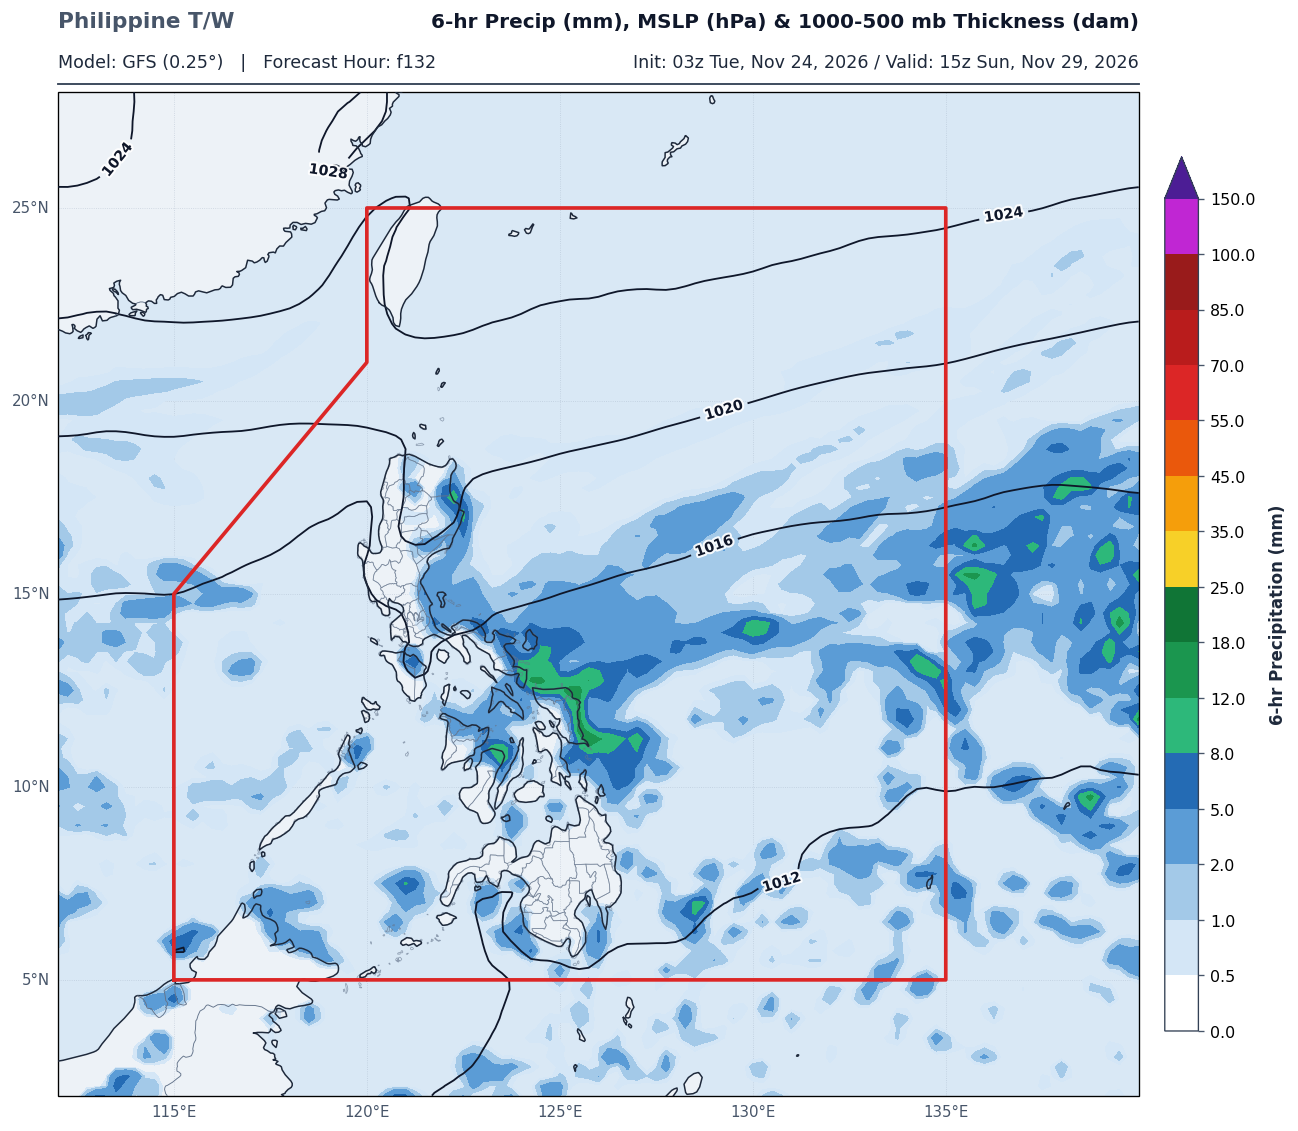 Philippine T/W
6-hr Precip (mm), MSLP (hPa) & 1000-500 mb Thickness (dam)
Model: GFS (0.25°) | Forecast Hour: f132
Init: 03z Tue, Nov 24, 2026 / Valid: 15z Sun, Nov 29, 2026
1024
1028
1024
1020
1016
1012
25°N
20°N
15°N
10°N
5°N
115°E
120°E
125°E
130°E
135°E
150.0
100.0
85.0
70.0
55.0
45.0
35.0
25.0
18.0
12.0
8.0
5.0
2.0
1.0
0.5
0.0
6-hr Precipitation (mm)